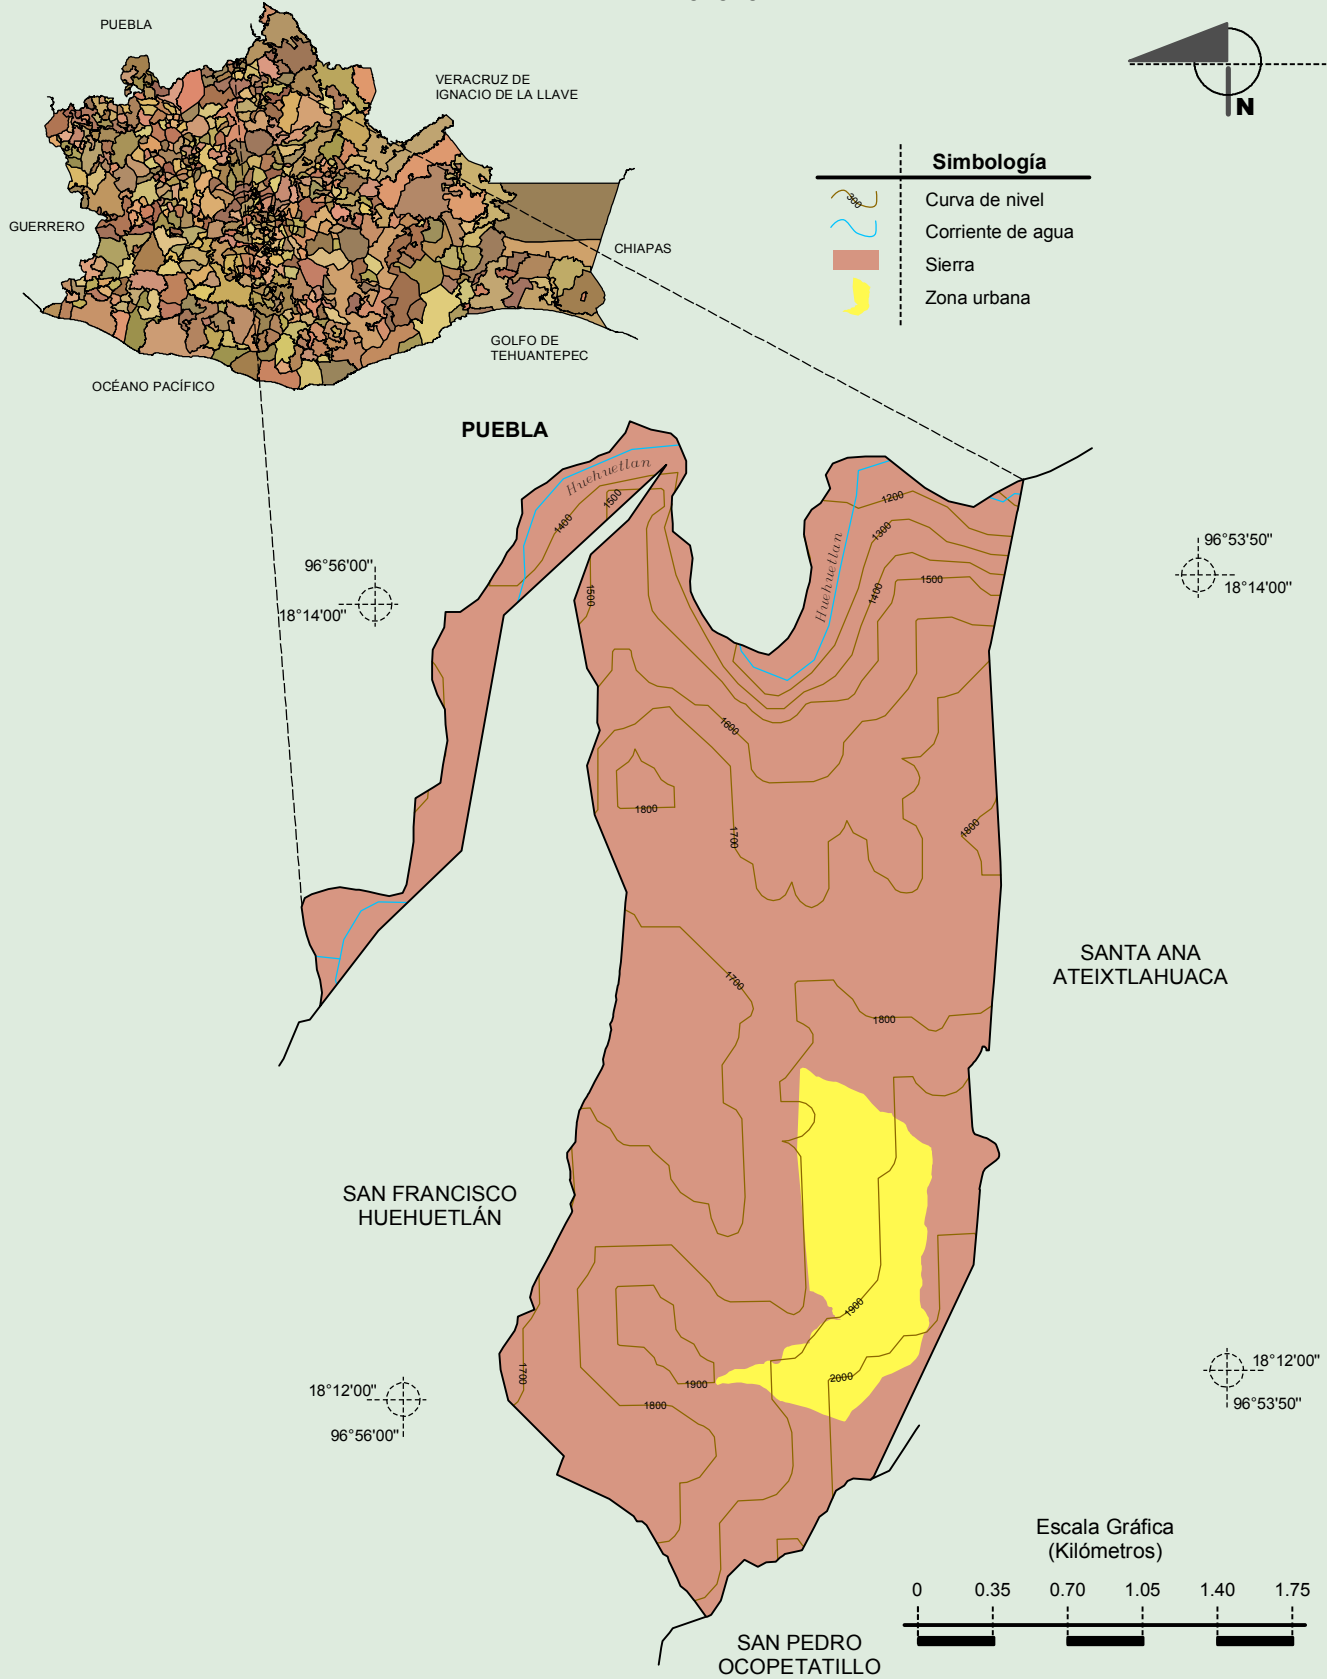 PUEBLA
VERACRUZ DE
IGNACIO DE LA LLAVE
GUERRERO
CHIAPAS
GOLFO DE
TEHUANTEPEC
OCÉANO PACÍFICO
N
Simbología
300
Curva de nivel
Corriente de agua
Sierra
Zona urbana
PUEBLA
Huehuetlan
1400
1500
1500
Huehuetlan
1200
1300
1400
1500
96°56'00"
18°14'00"
96°53'50"
18°14'00"
1600
1800
1700
1800
SANTA ANA
ATEIXTLAHUACA
1700
1800
SAN FRANCISCO
HUEHUETLÁN
1900
1700
1900
2000
1800
18°12'00"
96°56'00"
18°12'00"
96°53'50"
Escala Gráfica
(Kilómetros)
0 0.35 0.70 1.05 1.40 1.75
SAN PEDRO
OCOPETATILLO